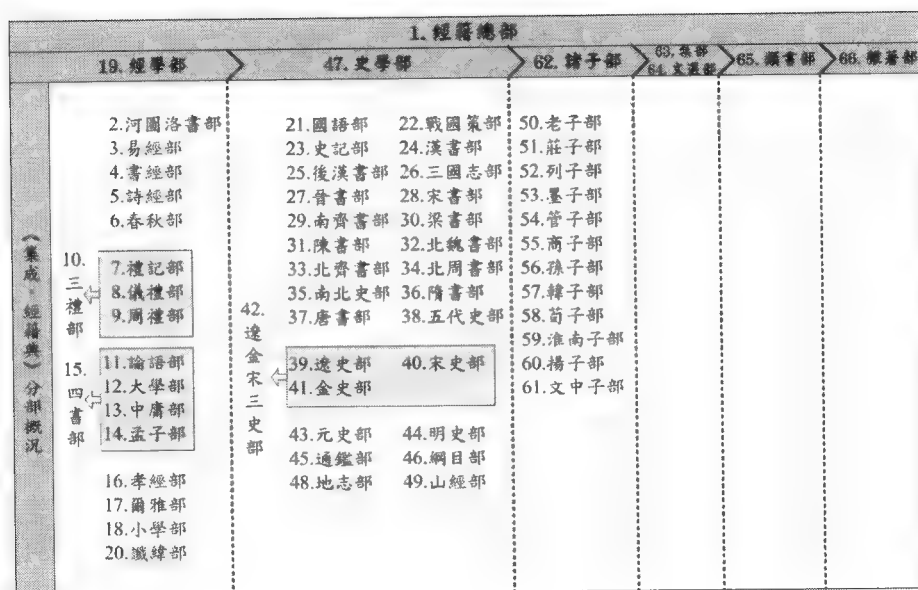 1. 經籍總部
19. 經學部
47. 史學部
62. 諸子部
63. 集部
64. 文選部
65. 類書部
66. 雜著部
《集成·經籍典》分部概況
2.河圖洛書部
3.易經部
4.書經部
5.詩經部
6.春秋部
10.三禮部
7.禮記部
8.儀禮部
9.周禮部
15.四書部
11.論語部
12.大學部
13.中庸部
14.孟子部
16.孝經部
17.爾雅部
18.小學部
20.讖緯部
21.國語部 22.戰國策部
23.史記部 24.漢書部
25.後漢書部 26.三國志部
27.晉書部 28.宋書部
29.南齊書部 30.梁書部
31.陳書部 32.北魏書部
33.北齊書部 34.北周書部
35.南北史部 36.隋書部
37.唐書部 38.五代史部
42.遼金宋三史部
39.遼史部 40.宋史部
41.金史部
43.元史部 44.明史部
45.通鑑部 46.綱目部
48.地志部 49.山經部
50.老子部
51.莊子部
52.列子部
53.墨子部
54.管子部
55.商子部
56.孫子部
57.韓子部
58.荀子部
59.淮南子部
60.揚子部
61.文中子部